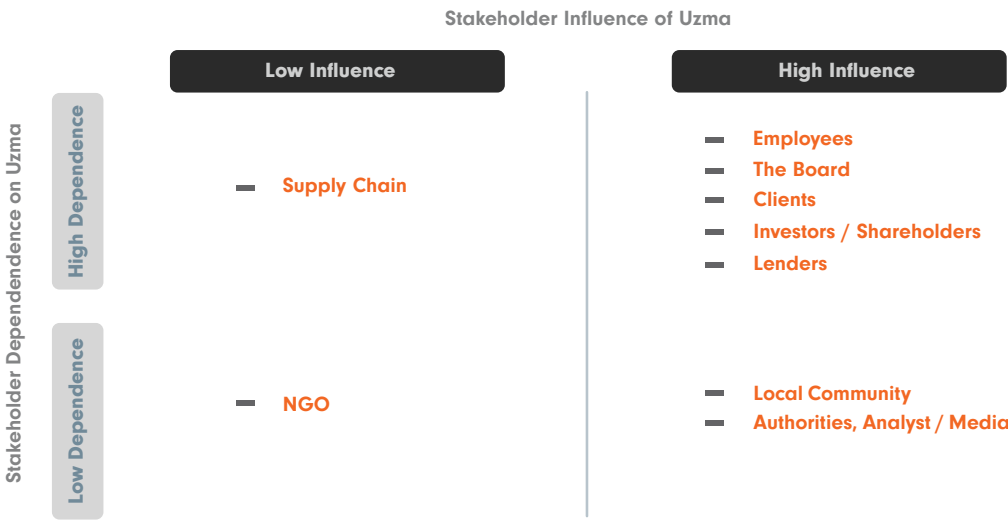 Stakeholder Influence of Uzma
Low Influence
High Influence
Stakeholder Dependendence on Uzma
High Dependence
Supply Chain
Employees
The Board
Clients
Investors / Shareholders
Lenders
Low Dependence
NGO
Local Community
Authorities, Analyst / Media